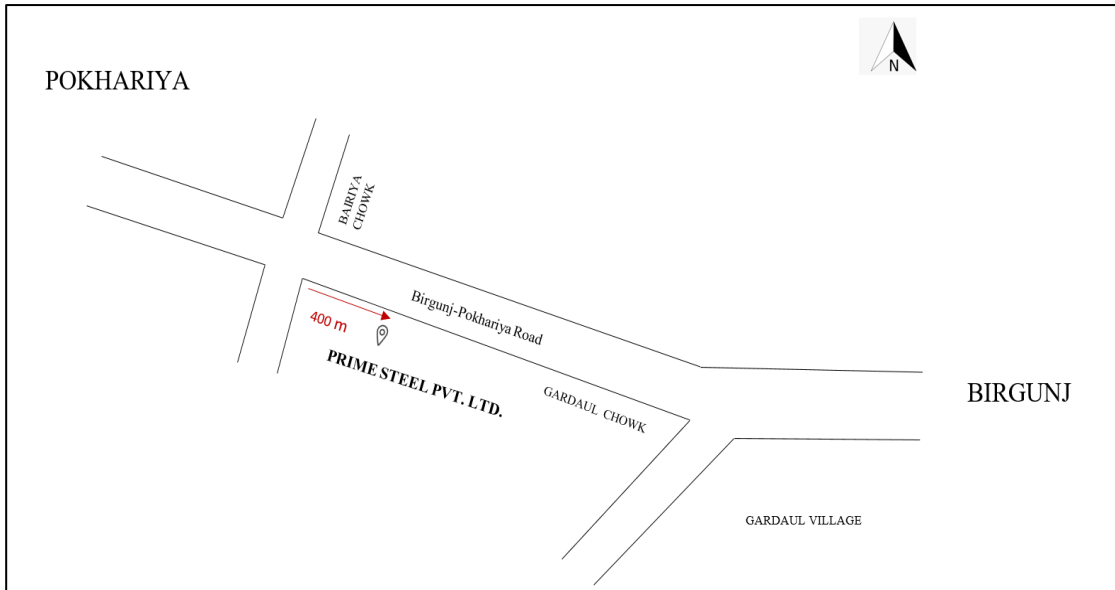 N
POKHARIYA
BAIRIYA
CHOWK
Birgunj-Pokhariya Road
400 m
PRIME STEEL PVT. LTD.
GARDAUL CHOWK
BIRGUNJ
GARDAUL VILLAGE